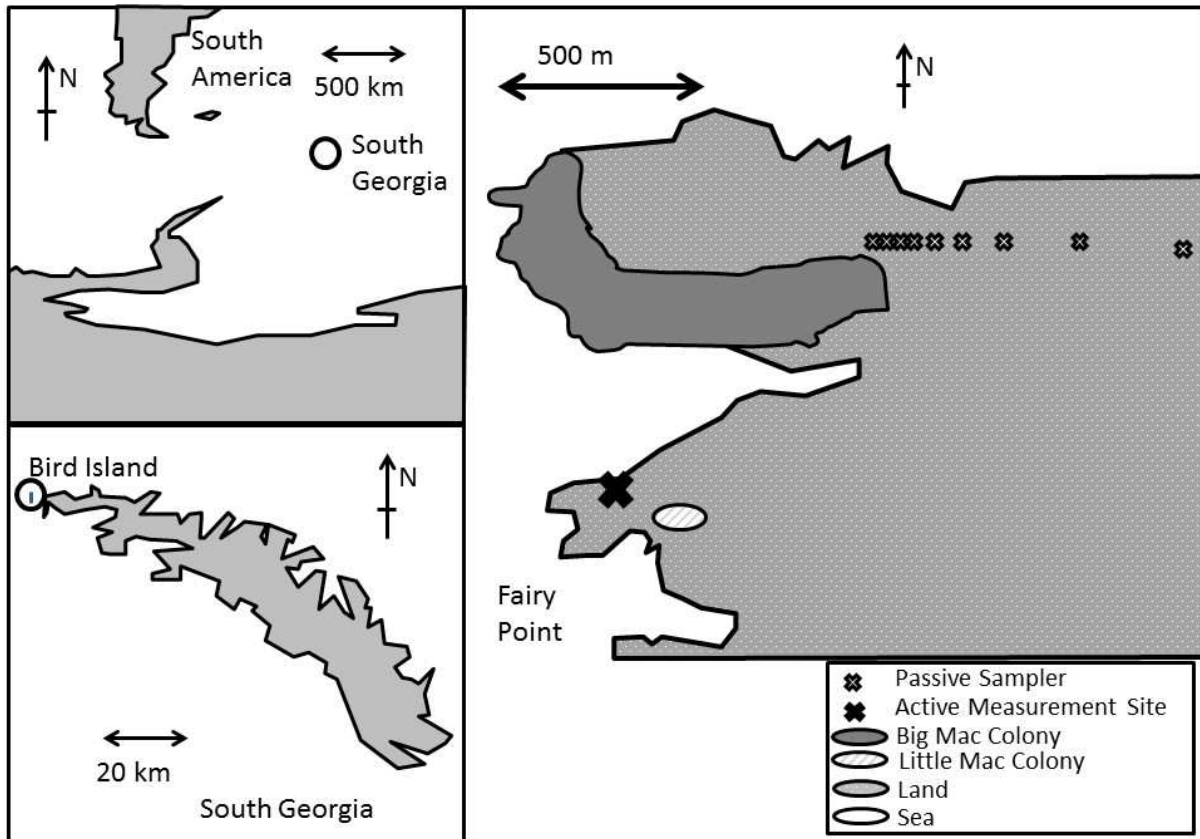 South
America
N
500 km
South
Georgia
Bird Island
N
20 km
South Georgia
500 m
N
Fairy
Point
Passive Sampler
Active Measurement Site
Big Mac Colony
Little Mac Colony
Land
Sea